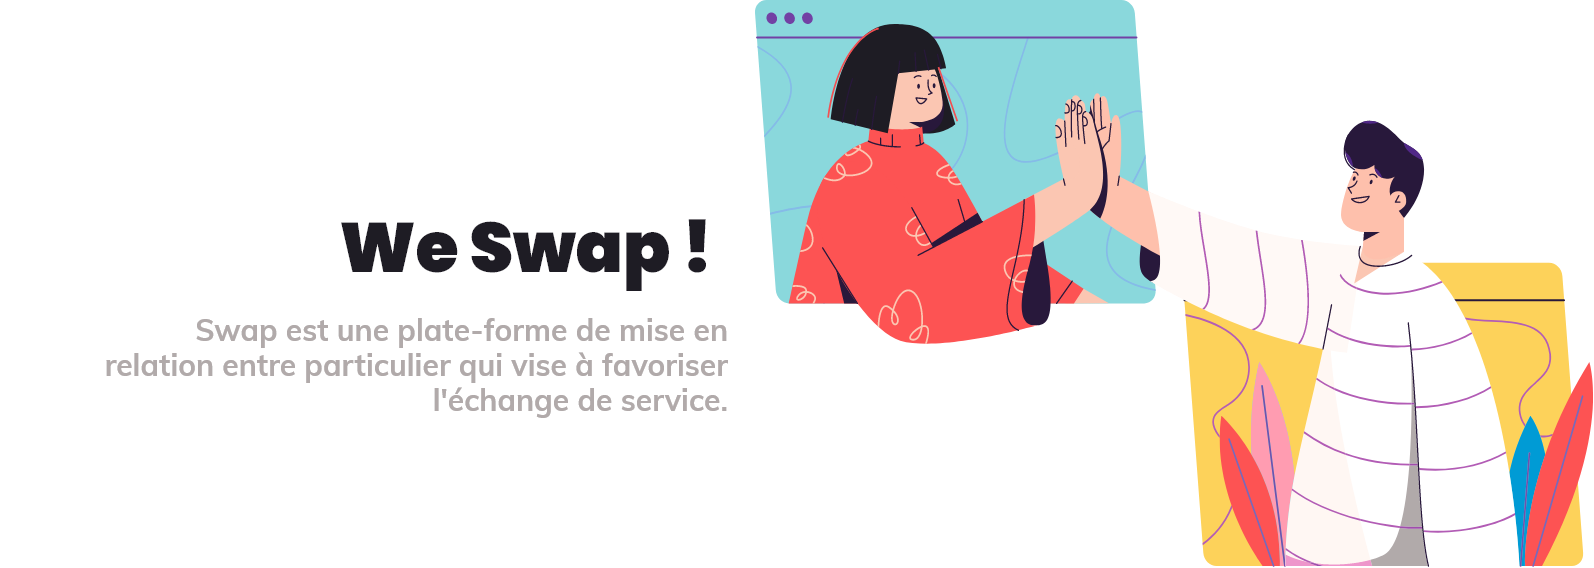 We Swap !
Swap est une plate-forme de mise en
relation entre particulier qui vise à favoriser
l'échange de service.